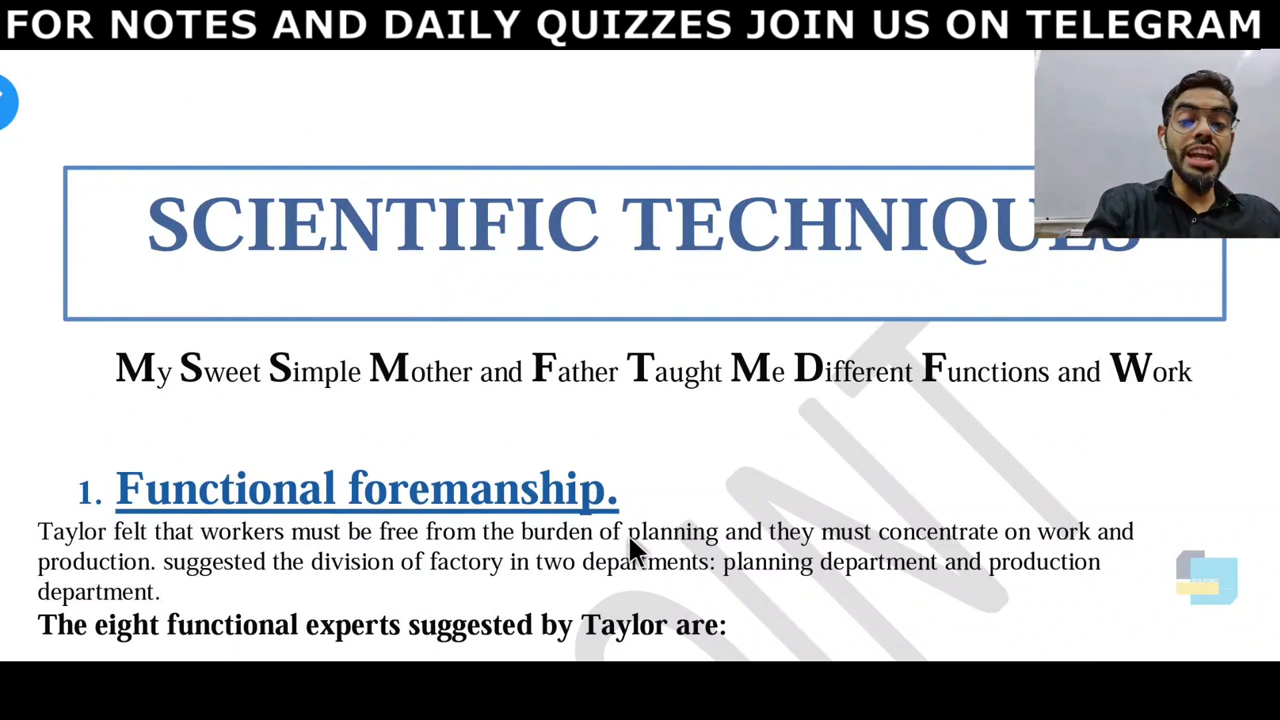 FOR NOTES AND DAILY QUIZZES JOIN US ON TELEGRAM
SCIENTIFIC TECHNIQUES
My Sweet Simple Mother and Father Taught Me Different Functions and Work
1. Functional foremanship.
Taylor felt that workers must be free from the burden of planning and they must concentrate on work and
production. suggested the division of factory in two departments: planning department and production
department.
The eight functional experts suggested by Taylor are:
OINT